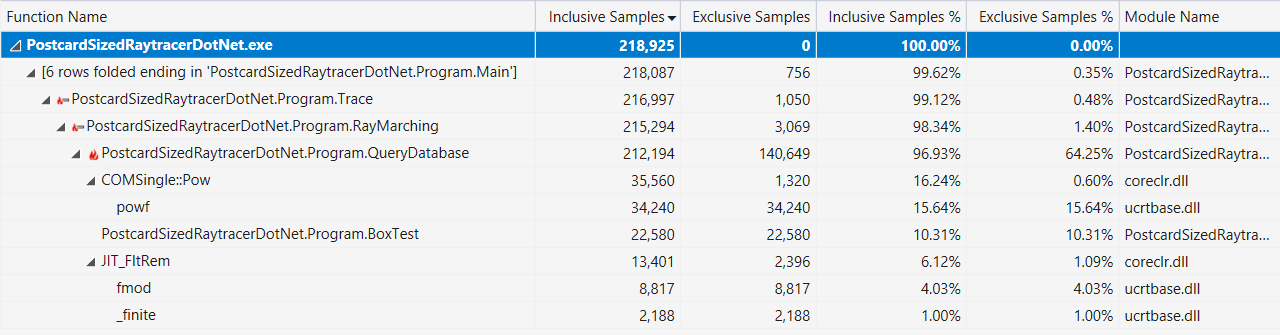 Function Name Inclusive Samples Exclusive Samples Inclusive Samples % Exclusive Samples % Module Name
PostcardSizedRaytracerDotNet.exe 218,925 0 100.00% 0.00%
[6 rows folded ending in 'PostcardSizedRaytracerDotNet.Program.Main'] 218,087 756 99.62% 0.35% PostcardSizedRaytra...
PostcardSizedRaytracerDotNet.Program.Trace 216,997 1,050 99.12% 0.48% PostcardSizedRaytra...
PostcardSizedRaytracerDotNet.Program.RayMarching 215,294 3,069 98.34% 1.40% PostcardSizedRaytra...
PostcardSizedRaytracerDotNet.Program.QueryDatabase 212,194 140,649 96.93% 64.25% PostcardSizedRaytra...
COMSingle::Pow 35,560 1,320 16.24% 0.60% coreclr.dll
powf 34,240 34,240 15.64% 15.64% ucrtbase.dll
PostcardSizedRaytracerDotNet.Program.BoxTest 22,580 22,580 10.31% 10.31% PostcardSizedRaytra...
JIT_FltRem 13,401 2,396 6.12% 1.09% coreclr.dll
fmod 8,817 8,817 4.03% 4.03% ucrtbase.dll
_finite 2,188 2,188 1.00% 1.00% ucrtbase.dll